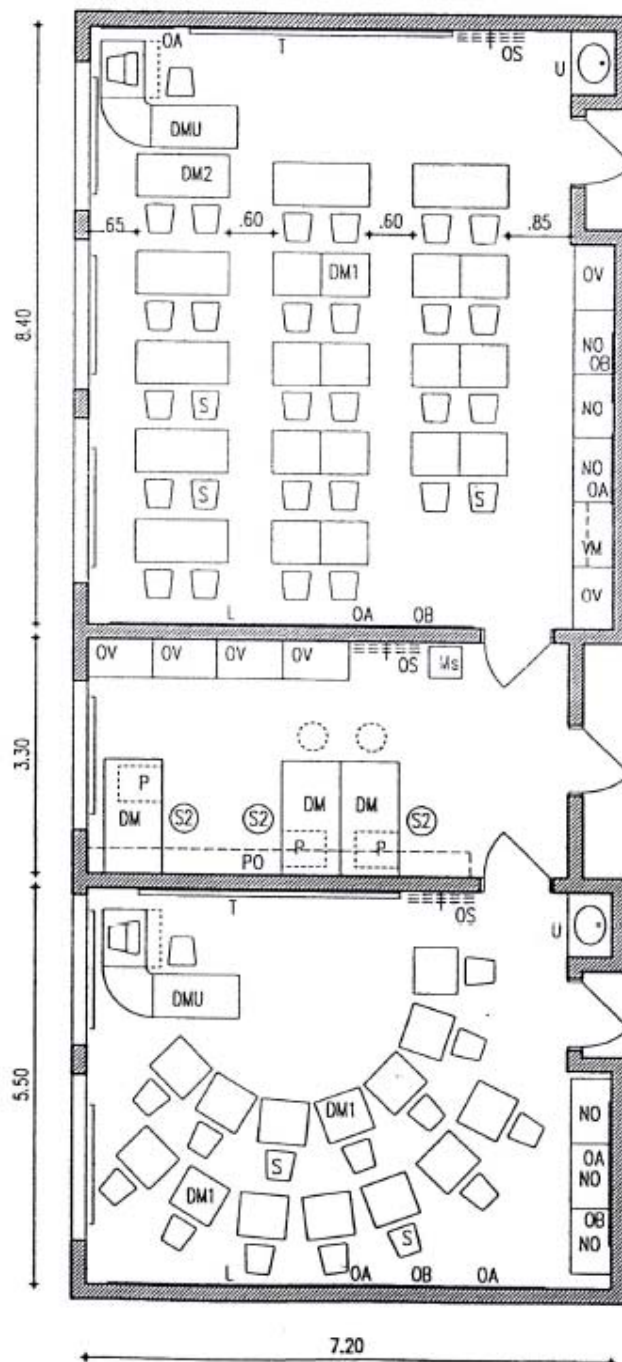 OA T OS U
DMU
DM2
.65 .60 .60 .85
DM1 OV
8.40
NO
OB
S NO
NO
S S OA
VM
OV
L OA OB
OV OV OV OV OS Ms
3.30
P DM DM
DM S2 S2 S2
P P
PO
T OS U
DMU
5.50
DM1 NO
S OA
NO
DM1 OB
S NO
L OA OB OA
7.20